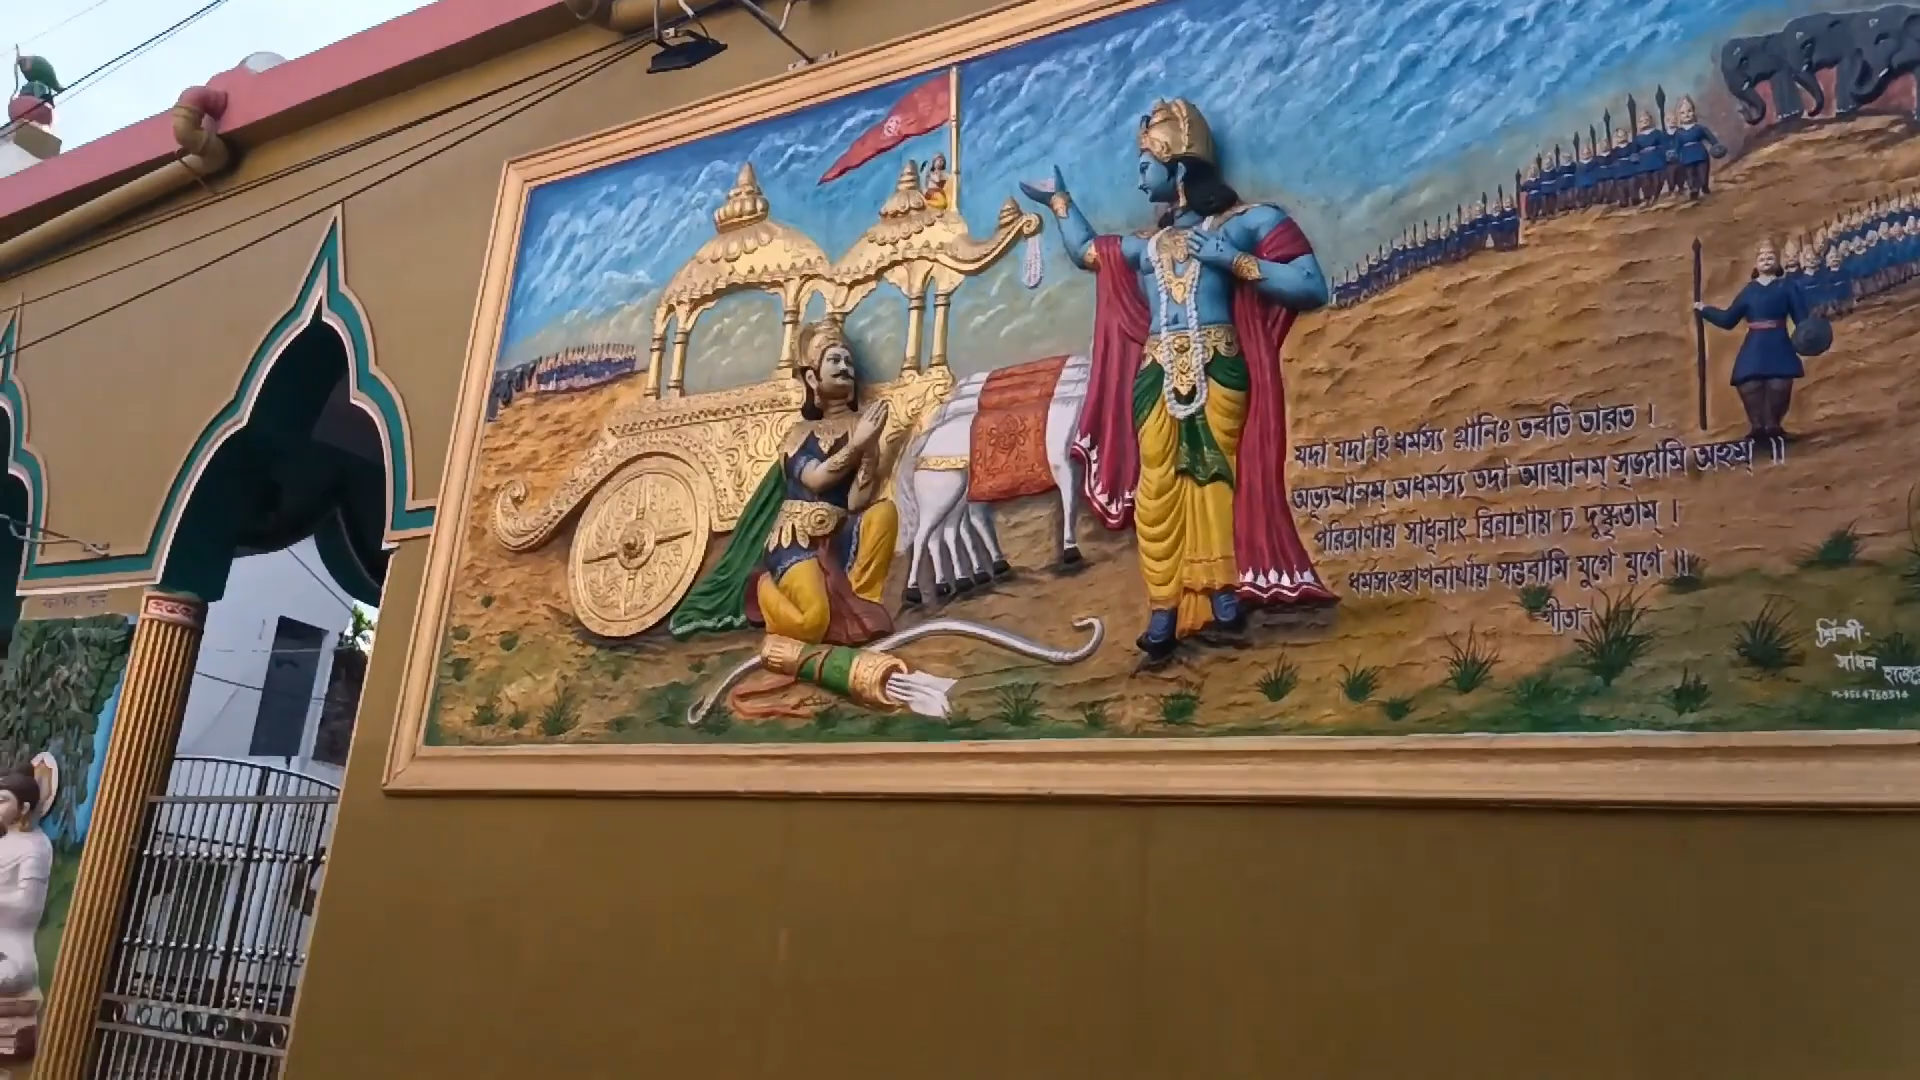 যদা যদা হি ধর্মস্য গ্লানিঃ ভবতি ভারত ।
অভ্যুত্থানম্ অধর্মস্য তদা আত্মানম্ সৃজামি অহম্ ॥
পরিত্রাণায় সাধূনাং বিনাশায় চ দুষ্কৃতাম্ ।
ধর্মসংস্থাপনার্থায় সম্ভবামি যুগে যুগে ॥
গীতা-
শিল্পী-
সাধন